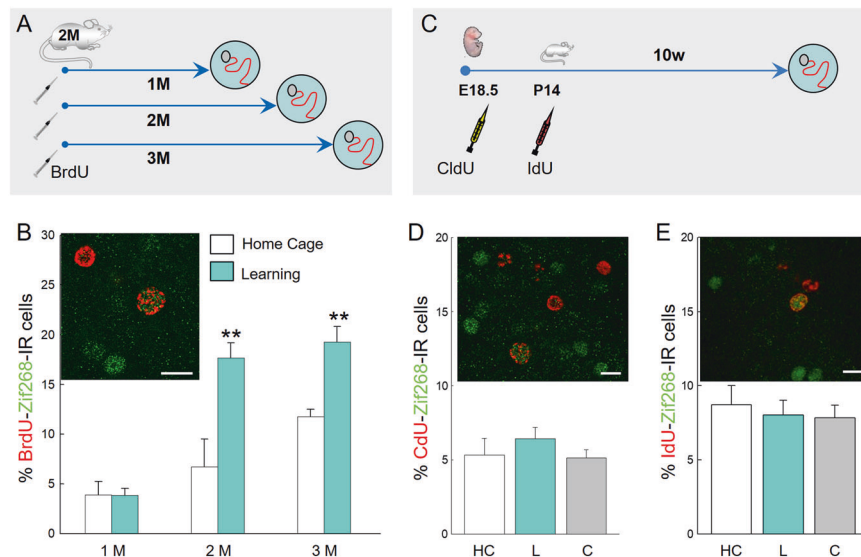 A
2M
1M
2M
3M
BrdU
C
10w
E18.5
P14
CldU
IdU
B
% BrdU-Zif268-IR cells
30
25
20
15
10
5
0
Home Cage
Learning
**
**
1 M
2 M
3 M
D
% CdU-Zif268-IR cells
20
15
10
5
0
HC
L
C
E
% IdU-Zif268-IR cells
20
15
10
5
0
HC
L
C